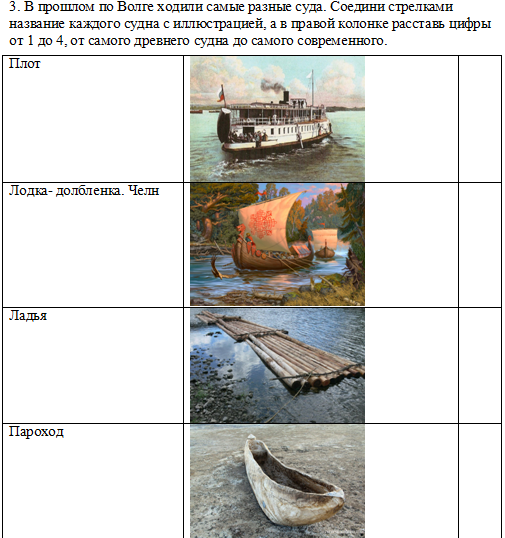 3. В прошлом по Волге ходили самые разные суда. Соедини стрелками
название каждого судна с иллюстрацией, а в правой колонке расставь цифры
от 1 до 4, от самого древнего судна до самого современного.
Плот
Лодка- долбленка. Челн
Ладья
Пароход